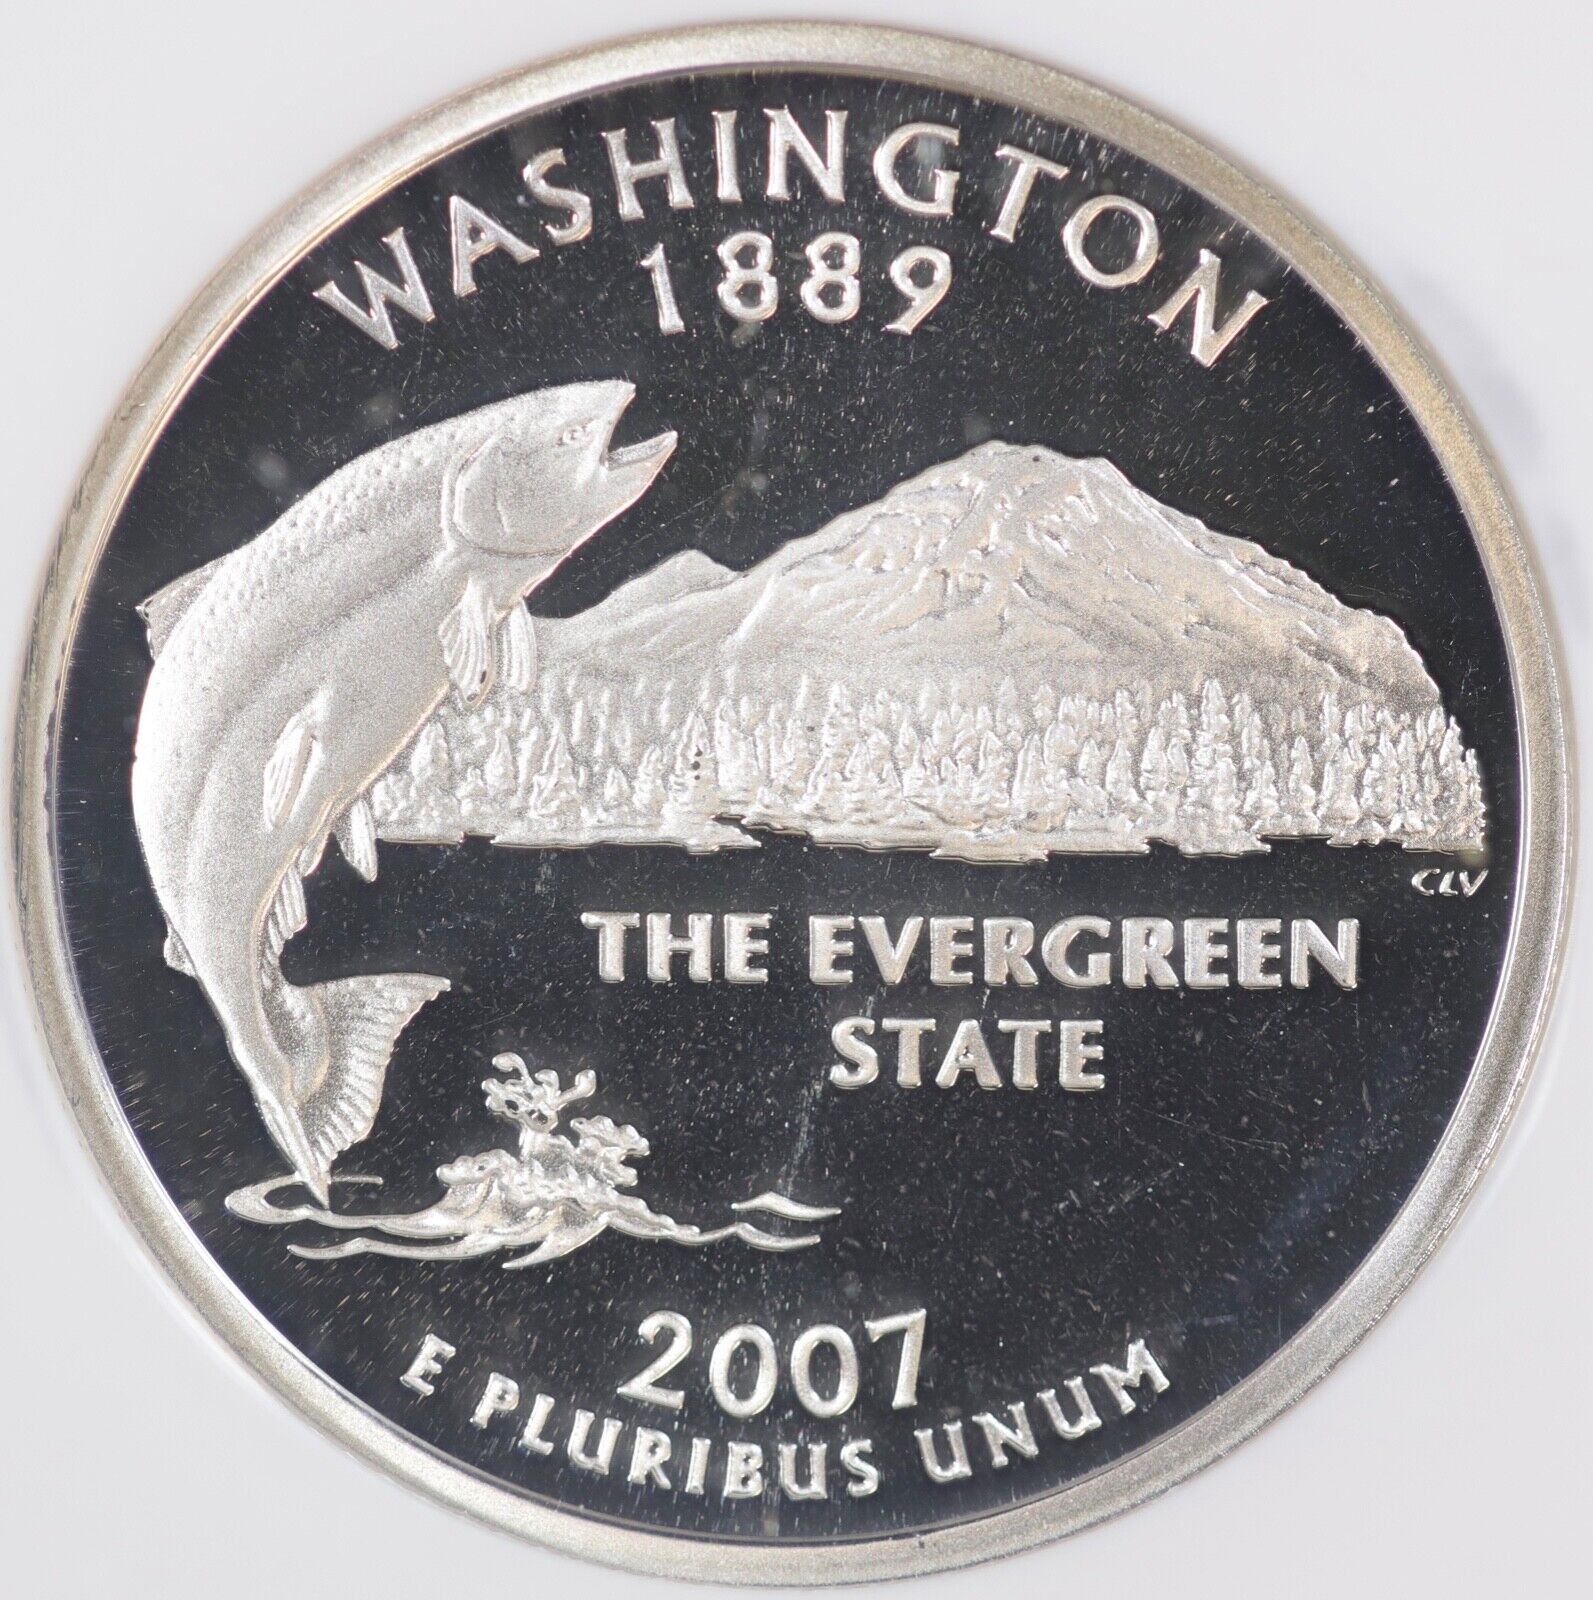 WASHINGTON
1889
CLV
THE EVERGREEN
STATE
2007
E PLURIBUS UNUM